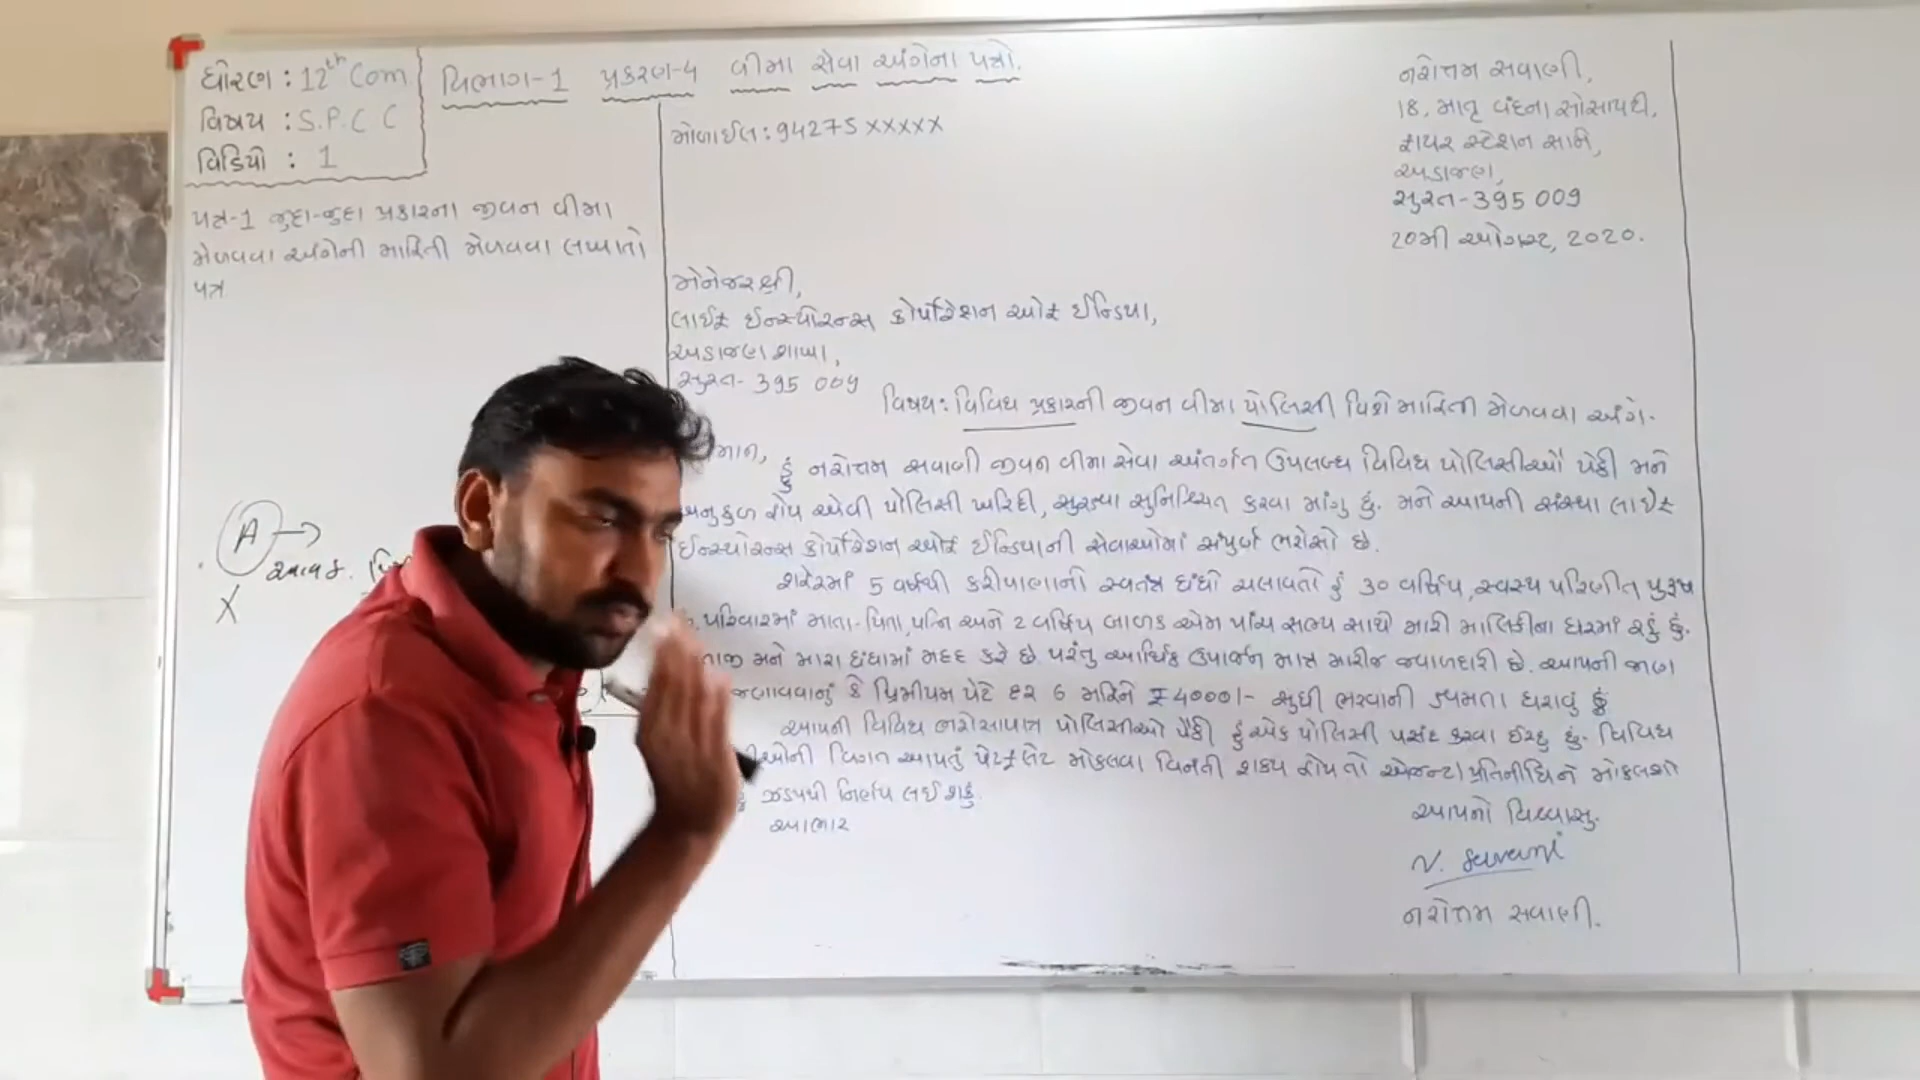 ધોરણ : 12th Com.
વિષય : S.P.C C
વિડિયો : 1
વિભાગ-1 પ્રકરણ-4 વીમા સેવા અંગેના પત્રો.
પત્ર-1 જુદા-જુદા પ્રકારના જીવન વીમા
મેળવવા અંગેની માહિતી મેળવવા લખાતો
પત્ર
A
X
મોબાઈલ : 94275 XXXXX
નરોત્તમ સવાણી,
18, માતૃ વંદના સોસાયટી,
ફાયર સ્ટેશન સામે,
અડાજણ,
સુરત-395 009
20મી ઓગસ્ટ, 2020.
મેનેજરશ્રી,
લાઈફ ઈન્સ્યોરન્સ કોર્પોરેશન ઓફ ઈન્ડિયા,
અડાજણ શાખા,
સુરત- 395 009
વિષય: વિવિધ પ્રકારની જીવન વીમા પોલિસી વિશે માહિતી મેળવવા અંગે.
હું નરોત્તમ સવાણી જીવન વીમા સેવા અંતર્ગત ઉપલબ્ધ વિવિધ પોલિસીઓ પૈકી મને
અનુકુળ હોય એવી પોલિસી ખરિદી, સુરક્ષા સુનિશ્ચિત કરવા માંગુ છું. મને આપની સંસ્થા લાઈફ
ઈન્સ્યોરન્સ કોર્પોરેશન ઓફ ઈન્ડિયાની સેવાઓમાં સંપૂર્ણ ભરોસો છે.
શહેરમાં 5 વર્ષથી કરીયાણાનો સ્વતંત્ર ધંધો ચલાવતો હું 30 વર્ષિય, સ્વસ્થ પરિણીત પુરૂષ
પરિવારમાં માતા-પિતા, પત્નિ અને 2 વર્ષિય બાળક એમ પાંચ સભ્ય સાથે મારી માલિકીના ઘરમાં રહું છું.
મને મારા ધંધામાં મદદ કરે છે પરંતુ આર્થિક ઉપાર્જન માત્ર મારીજ જવાબદારી છે. આપની જાણ
જણાવવાનું કે પ્રિમીયમ પેટે દર 6 મહિને ₹ 4000/- સુધી ભરવાની ક્ષમતા ધરાવું છું
આપની વિવિધ ભરોસાપાત્ર પોલિસીઓ પૈકી હું એક પોલિસી પસંદ કરવા ઈચ્છુ છું. વિવિધ
વિગત આપતું પેમ્ફ્લેટ મોકલવા વિનંતી શક્ય હોય તો એજન્ટ/પ્રતિનીધિને મોકલશો
ઝડપથી નિર્ણય લઈ શકું.
આભાર
આપનો વિશ્વાસુ.
N. Savani
નરોત્તમ સવાણી.